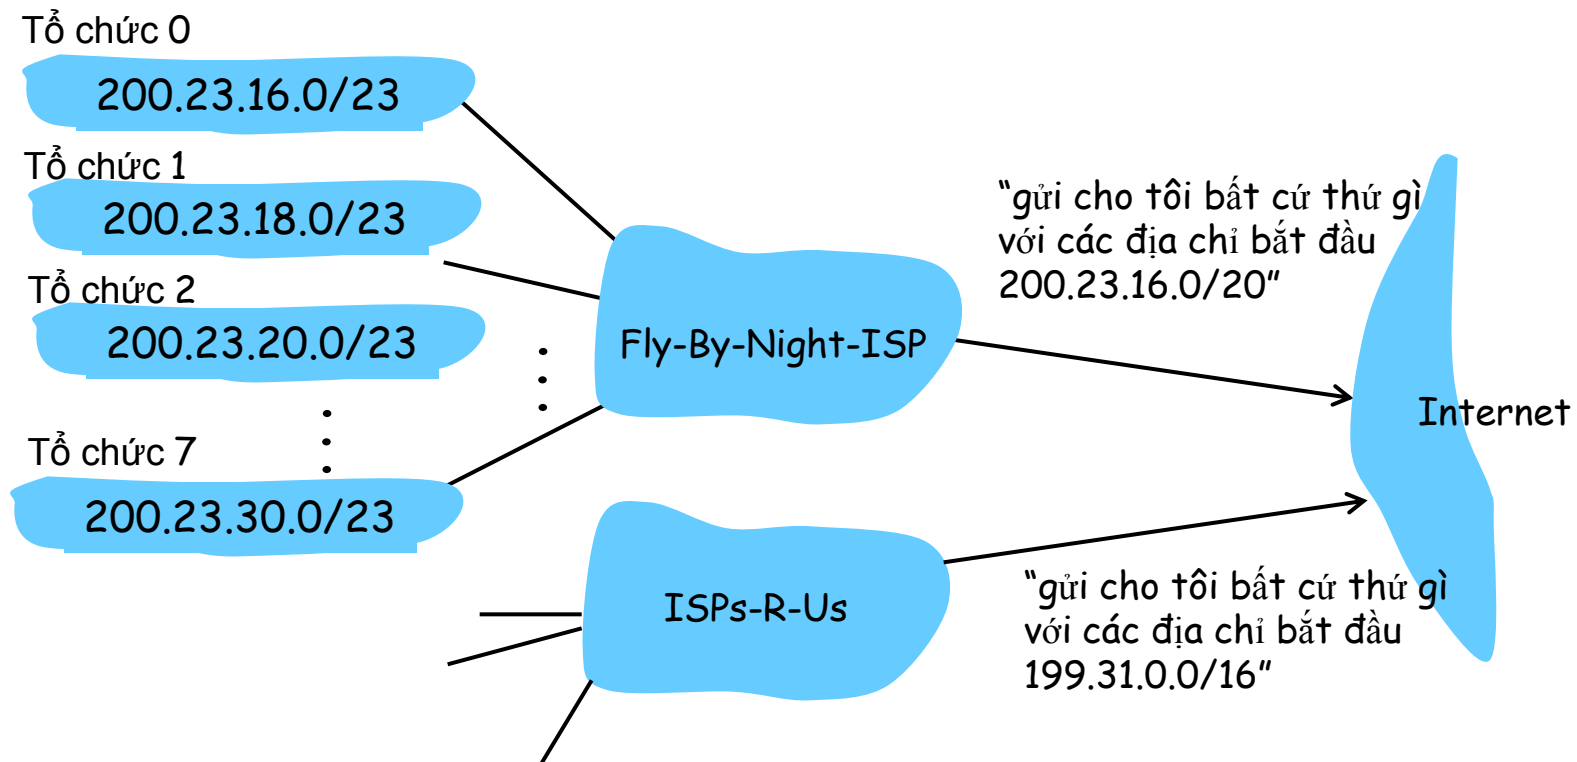 Tổ chức 0
200.23.16.0/23
Tổ chức 1
200.23.18.0/23
Tổ chức 2
200.23.20.0/23
Tổ chức 7
200.23.30.0/23
Fly-By-Night-ISP
“gửi cho tôi bất cứ thứ gì
với các địa chỉ bắt đầu
200.23.16.0/20”
Internet
ISPs-R-Us
“gửi cho tôi bất cứ thứ gì
với các địa chỉ bắt đầu
199.31.0.0/16”